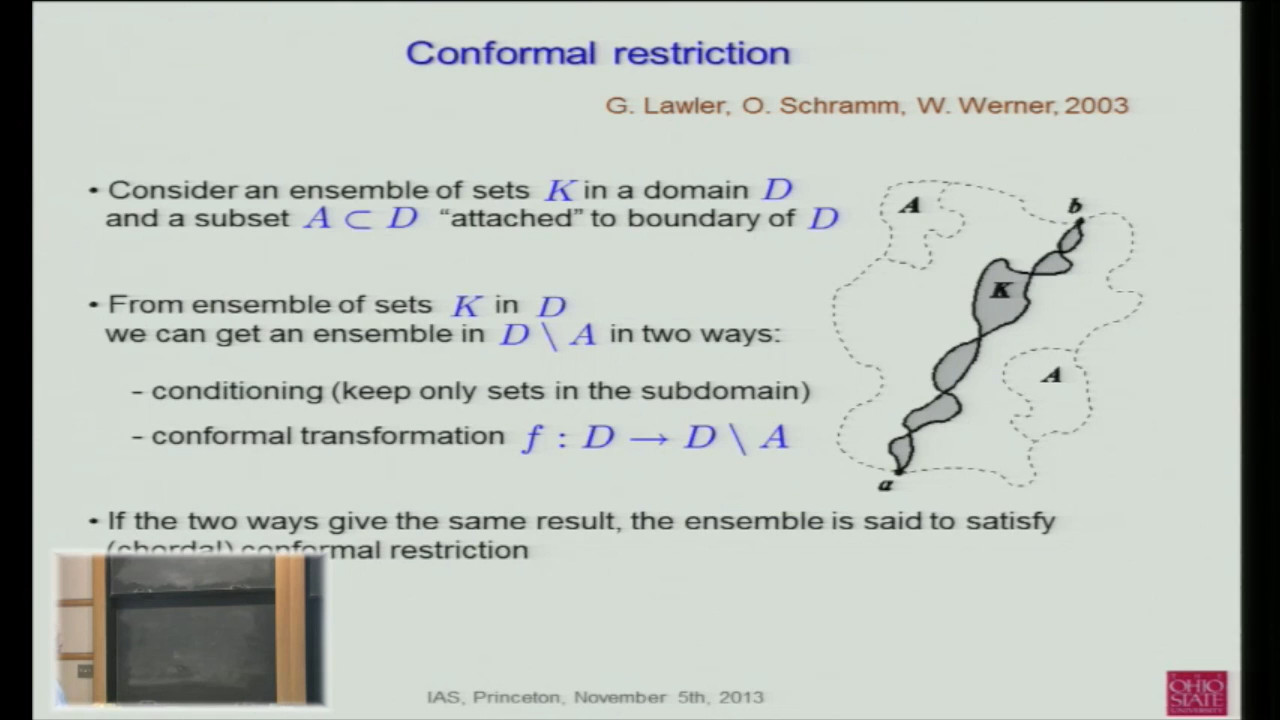 Conformal restriction
G. Lawler, O. Schramm, W. Werner, 2003
• Consider an ensemble of sets K in a domain D
and a subset A ⊂ D "attached" to boundary of D
• From ensemble of sets K in D
we can get an ensemble in D \ A in two ways:
- conditioning (keep only sets in the subdomain)
- conformal transformation f : D → D \ A
• If the two ways give the same result, the ensemble is said to satisfy
(chordal) conformal restriction
A
b
K
A
a
IAS, Princeton, November 5th, 2013
THE
OHIO
STATE
UNIVERSITY